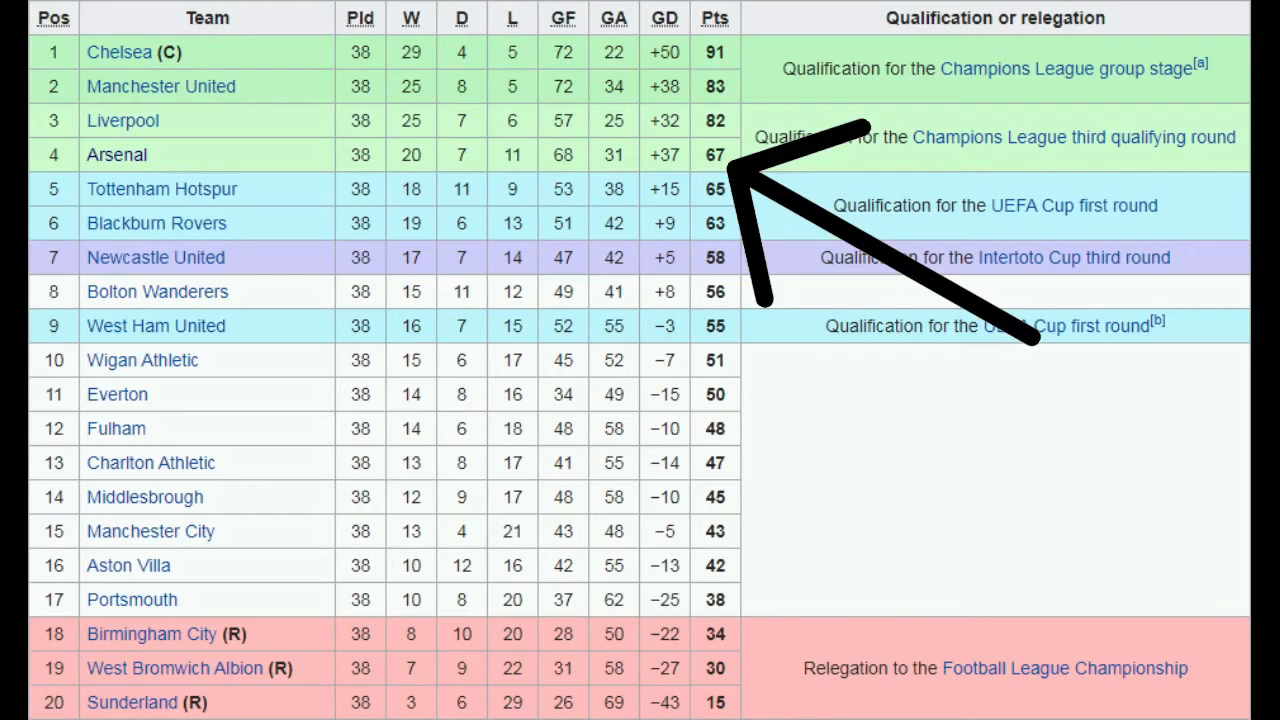 Pos Team Pld W D L GF GA GD Pts Qualification or relegation
1 Chelsea (C) 38 29 4 5 72 22 +50 91 Qualification for the Champions League group stage[a]
2 Manchester United 38 25 8 5 72 34 +38 83
3 Liverpool 38 25 7 6 57 25 +32 82 for the Champions League third qualifying round
4 Arsenal 38 20 7 11 68 31 +37 67
5 Tottenham Hotspur 38 18 11 9 53 38 +15 65 Qualification for the UEFA Cup first round
6 Blackburn Rovers 38 19 6 13 51 42 +9 63
7 Newcastle United 38 17 7 14 47 42 +5 58 Qualification for the Intertoto Cup third round
8 Bolton Wanderers 38 15 11 12 49 41 +8 56
9 West Ham United 38 16 7 15 52 55 −3 55 Qualification for the UEFA Cup first round[b]
10 Wigan Athletic 38 15 6 17 45 52 −7 51
11 Everton 38 14 8 16 34 49 −15 50
12 Fulham 38 14 6 18 48 58 −10 48
13 Charlton Athletic 38 13 8 17 41 55 −14 47
14 Middlesbrough 38 12 9 17 48 58 −10 45
15 Manchester City 38 13 4 21 43 48 −5 43
16 Aston Villa 38 10 12 16 42 55 −13 42
17 Portsmouth 38 10 8 20 37 62 −25 38
18 Birmingham City (R) 38 8 10 20 28 50 −22 34
19 West Bromwich Albion (R) 38 7 9 22 31 58 −27 30 Relegation to the Football League Championship
20 Sunderland (R) 38 3 6 29 26 69 −43 15